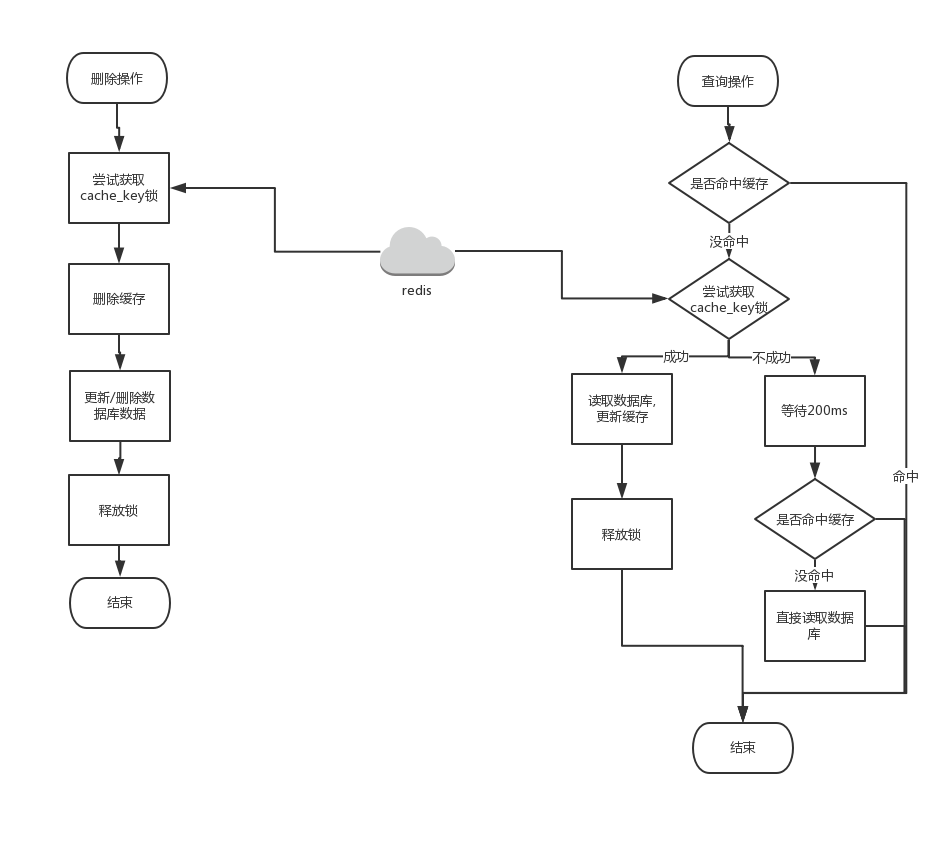 删除操作
尝试获取
cache_key锁
删除缓存
更新/删除数
据库数据
释放锁
结束
redis
查询操作
是否命中缓存
没命中
尝试获取
cache_key锁
成功
不成功
读取数据库,
更新缓存
释放锁
等待200ms
命中
是否命中缓存
没命中
直接读取数据
库
结束